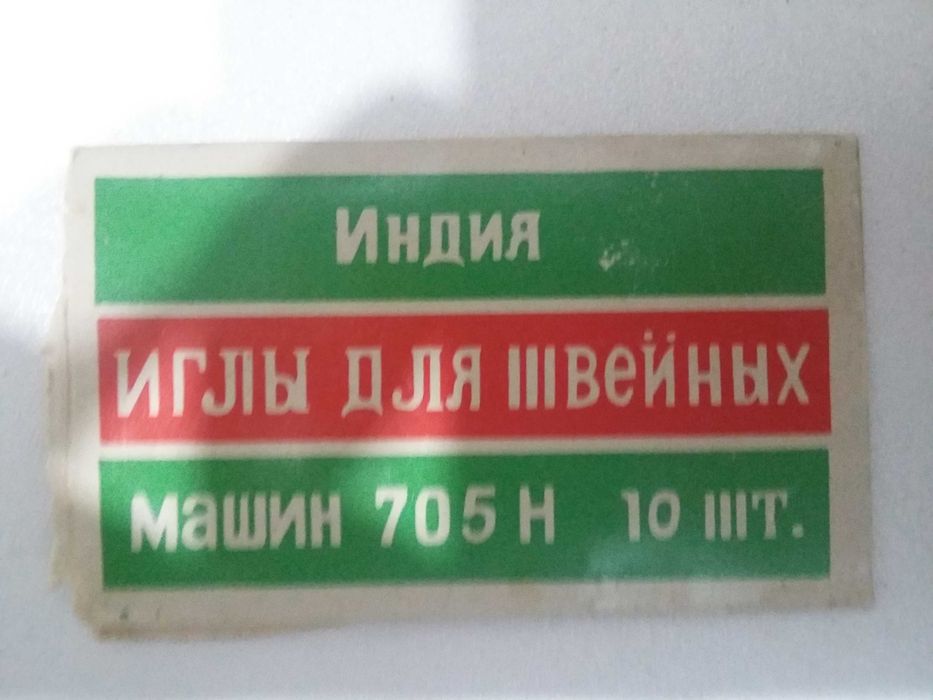 Индия
иглы для швейных
машин 705 Н 10 шт.